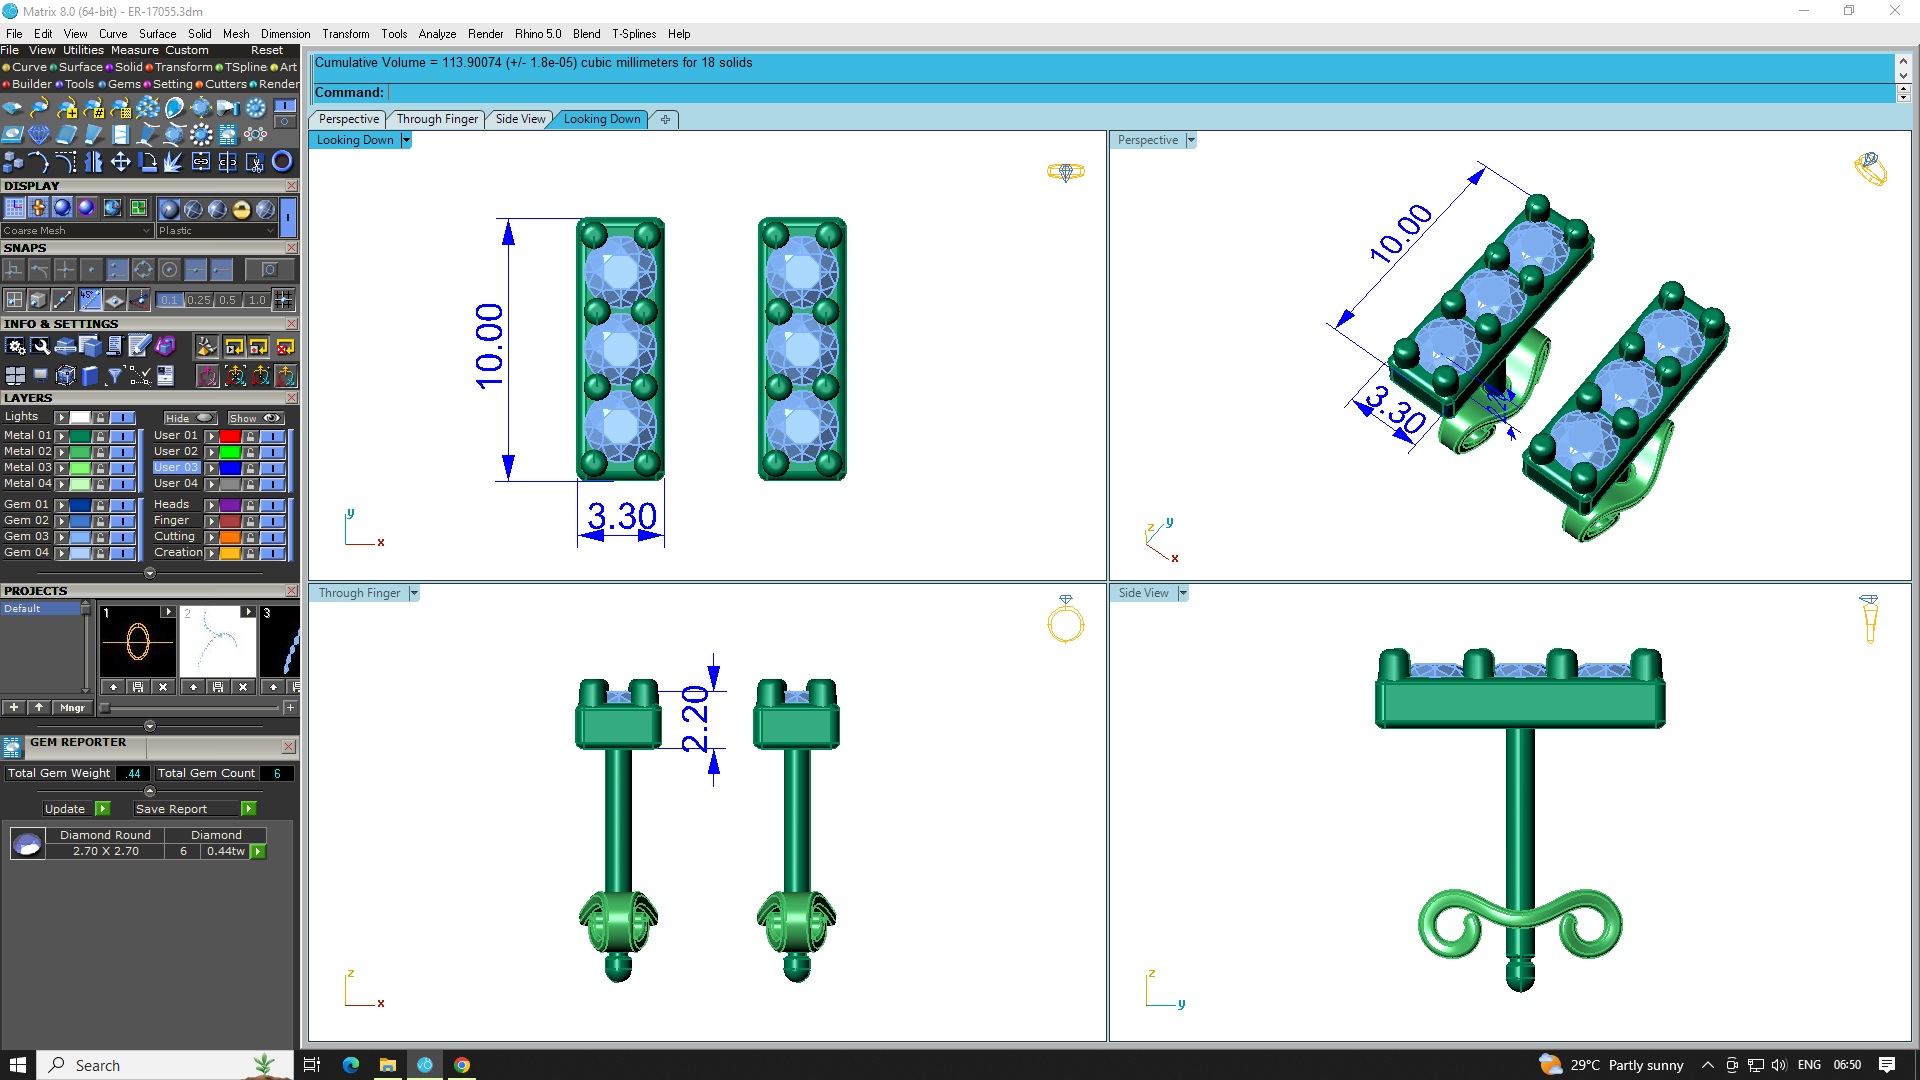 Matrix 8.0 (64-bit) - ER-17055.3dm
File Edit View Curve Surface Solid Mesh Dimension Transform Tools Analyze Render Rhino 5.0 Blend T-Splines Help
File View Utilities Measure Custom Reset
Curve Surface Solid Transform TSpline Art
Builder Tools Gems Setting Cutters Render
Cumulative Volume = 113.90074 (+/- 1.8e-05) cubic millimeters for 18 solids
Command:
Perspective Through Finger Side View Looking Down
DISPLAY
Coarse Mesh Plastic
SNAPS
45°
0.1 0.25 0.5 1.0
INFO & SETTINGS
LAYERS
Lights Hide Show
Metal 01 User 01
Metal 02 User 02
Metal 03 User 03
Metal 04 User 04
Gem 01 Heads
Gem 02 Finger
Gem 03 Cutting
Gem 04 Creation
PROJECTS
Default
1 2 3
Mngr
GEM REPORTER
Total Gem Weight .44 Total Gem Count 6
Update Save Report
Diamond Round Diamond
2.70 X 2.70 6 0.44tw
Looking Down
10.00
3.30
y
x
Perspective
10.00
3.30
z
y
x
Through Finger
2.20
z
x
Side View
z
y
Search
29°C Partly sunny
ENG
06:50